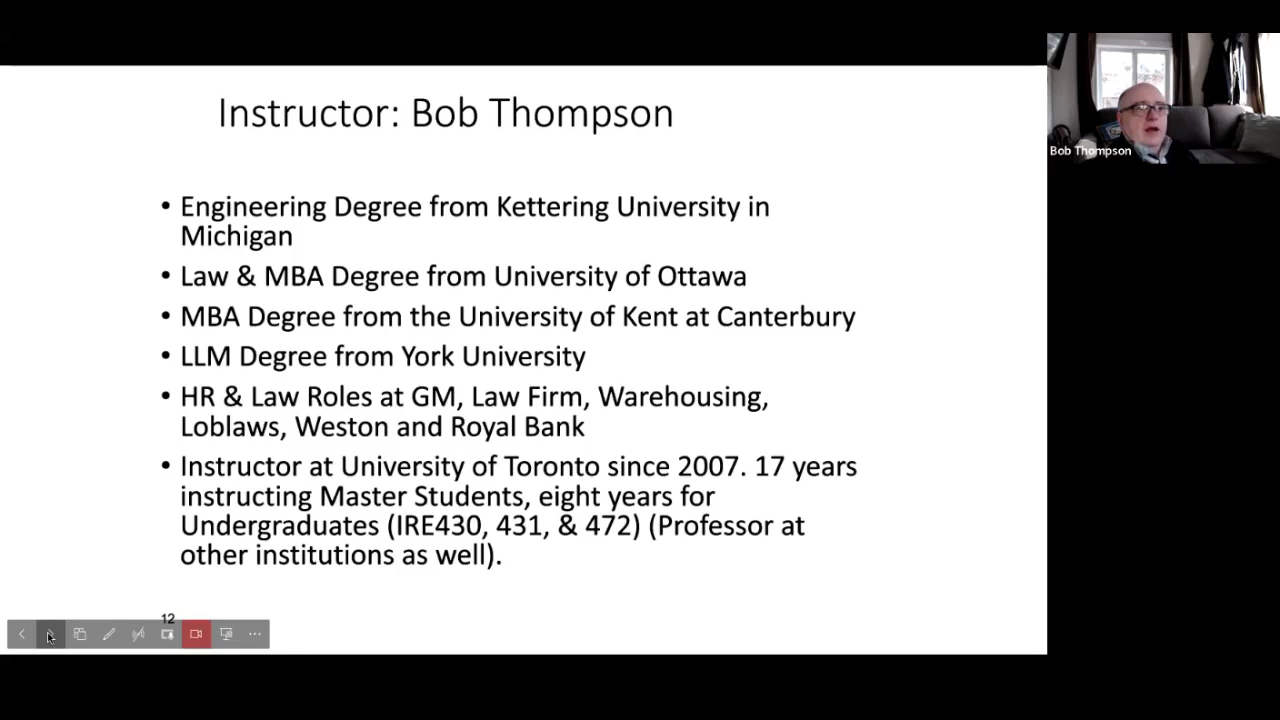 Instructor: Bob Thompson
• Engineering Degree from Kettering University in
Michigan
• Law & MBA Degree from University of Ottawa
• MBA Degree from the University of Kent at Canterbury
• LLM Degree from York University
• HR & Law Roles at GM, Law Firm, Warehousing,
Loblaws, Weston and Royal Bank
• Instructor at University of Toronto since 2007. 17 years
instructing Master Students, eight years for
Undergraduates (IRE430, 431, & 472) (Professor at
other institutions as well).
12
Bob Thompson